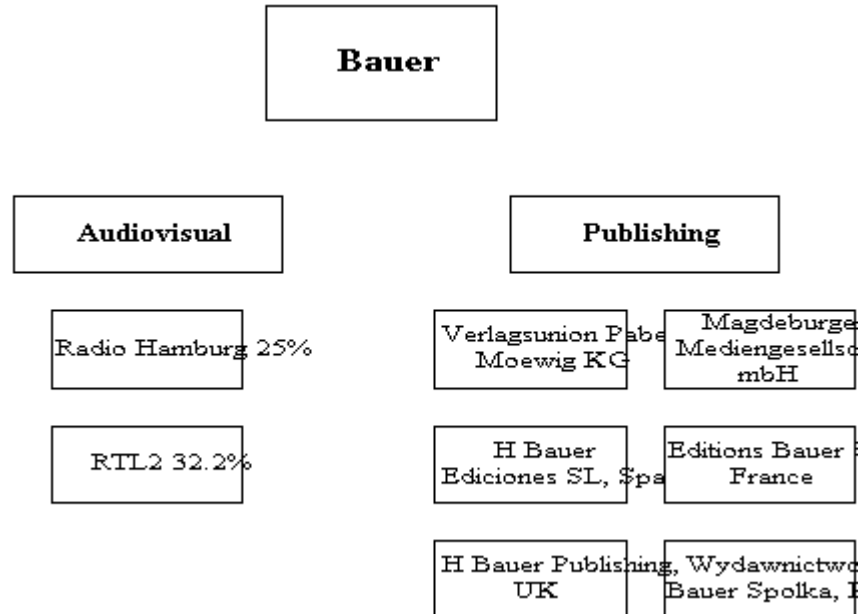 Bauer
Audiovisual
Publishing
Radio Hamburg 25%
RTL2 32.2%
Verlagsunion Pabe
Moewig KG
Magdeburge
Mediengesellsc
mbH
H Bauer
Ediciones SL, Spa
Editions Bauer
France
H Bauer Publishing,
UK
Wydawnictwo
Bauer Spolka,